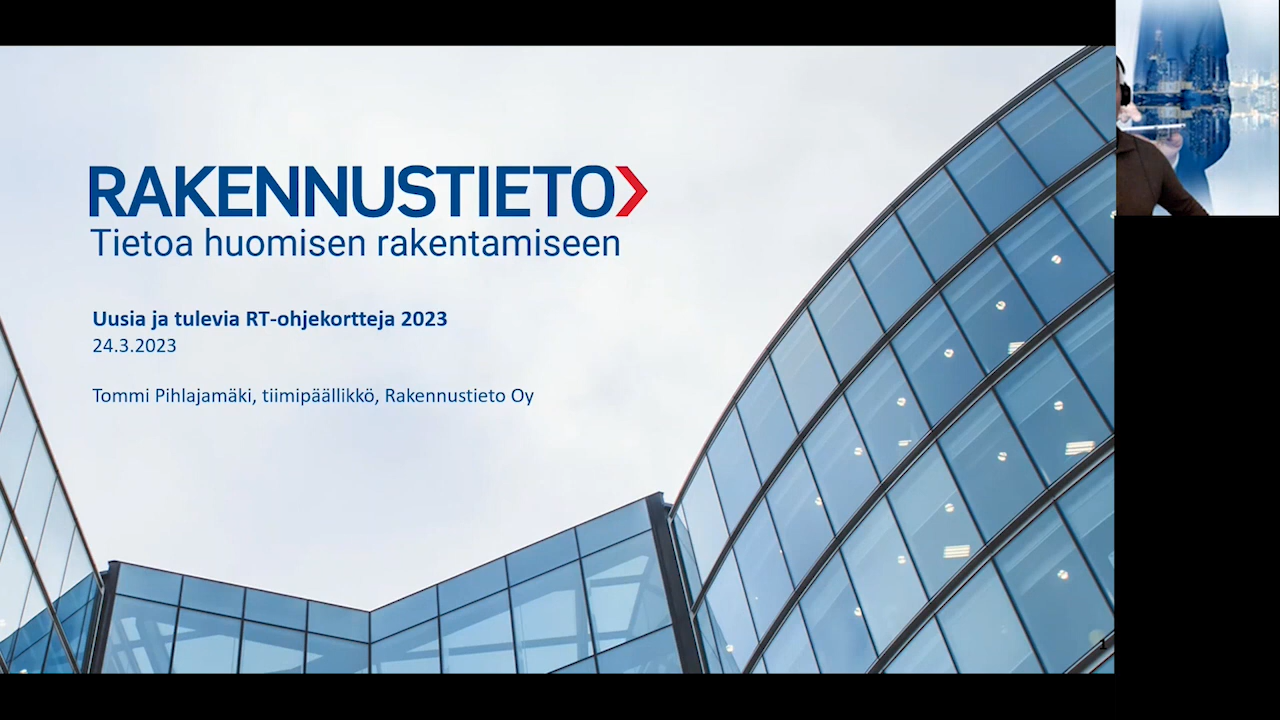 RAKENNUSTIETO
Tietoa huomisen rakentamiseen
Uusia ja tulevia RT-ohjekortteja 2023
24.3.2023
Tommi Pihlajamäki, tiimipäällikkö, Rakennustieto Oy
1